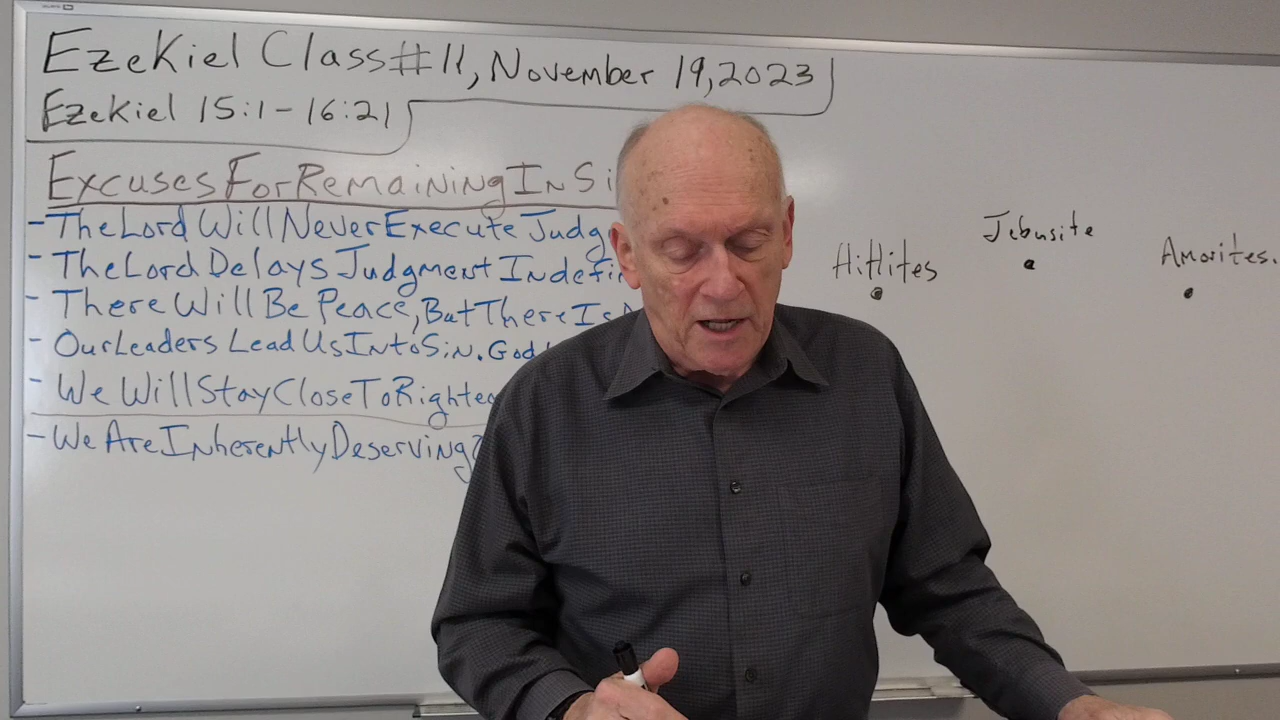 Ezekiel Class #11, November 19, 2023
Ezekiel 15:1-16:21
Excuses For Remaining In Si
- The Lord Will Never Execute Judg
- The Lord Delays Judgment Indefi
- There Will Be Peace, But There Is
- Our Leaders Lead Us Into Sin. God
- We Will Stay Close To Righteo
- We Are Inherently Deserving
Hittites
Jebusite
Amorites.